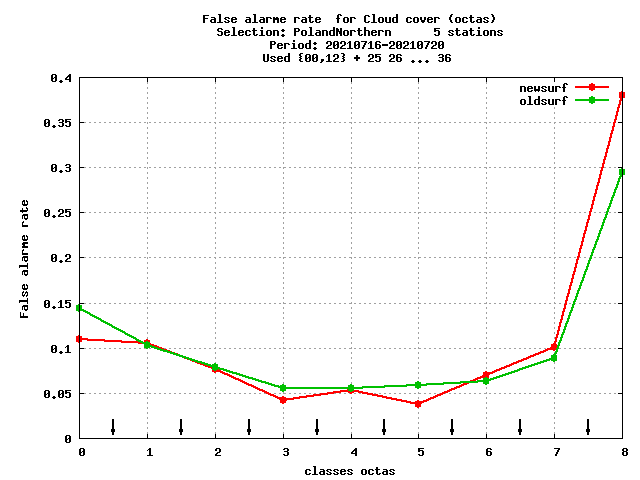 False alarme rate  for Cloud cover (octas)
Selection: PolandNorthern      5 stations
Period: 20210716-20210720
Used {00,12} + 25 26 ... 36
newsurf
oldsurf
0.4
0.35
0.3
0.25
0.2
0.15
0.1
0.05
0
False alarme rate
0 1 2 3 4 5 6 7 8
classes octas